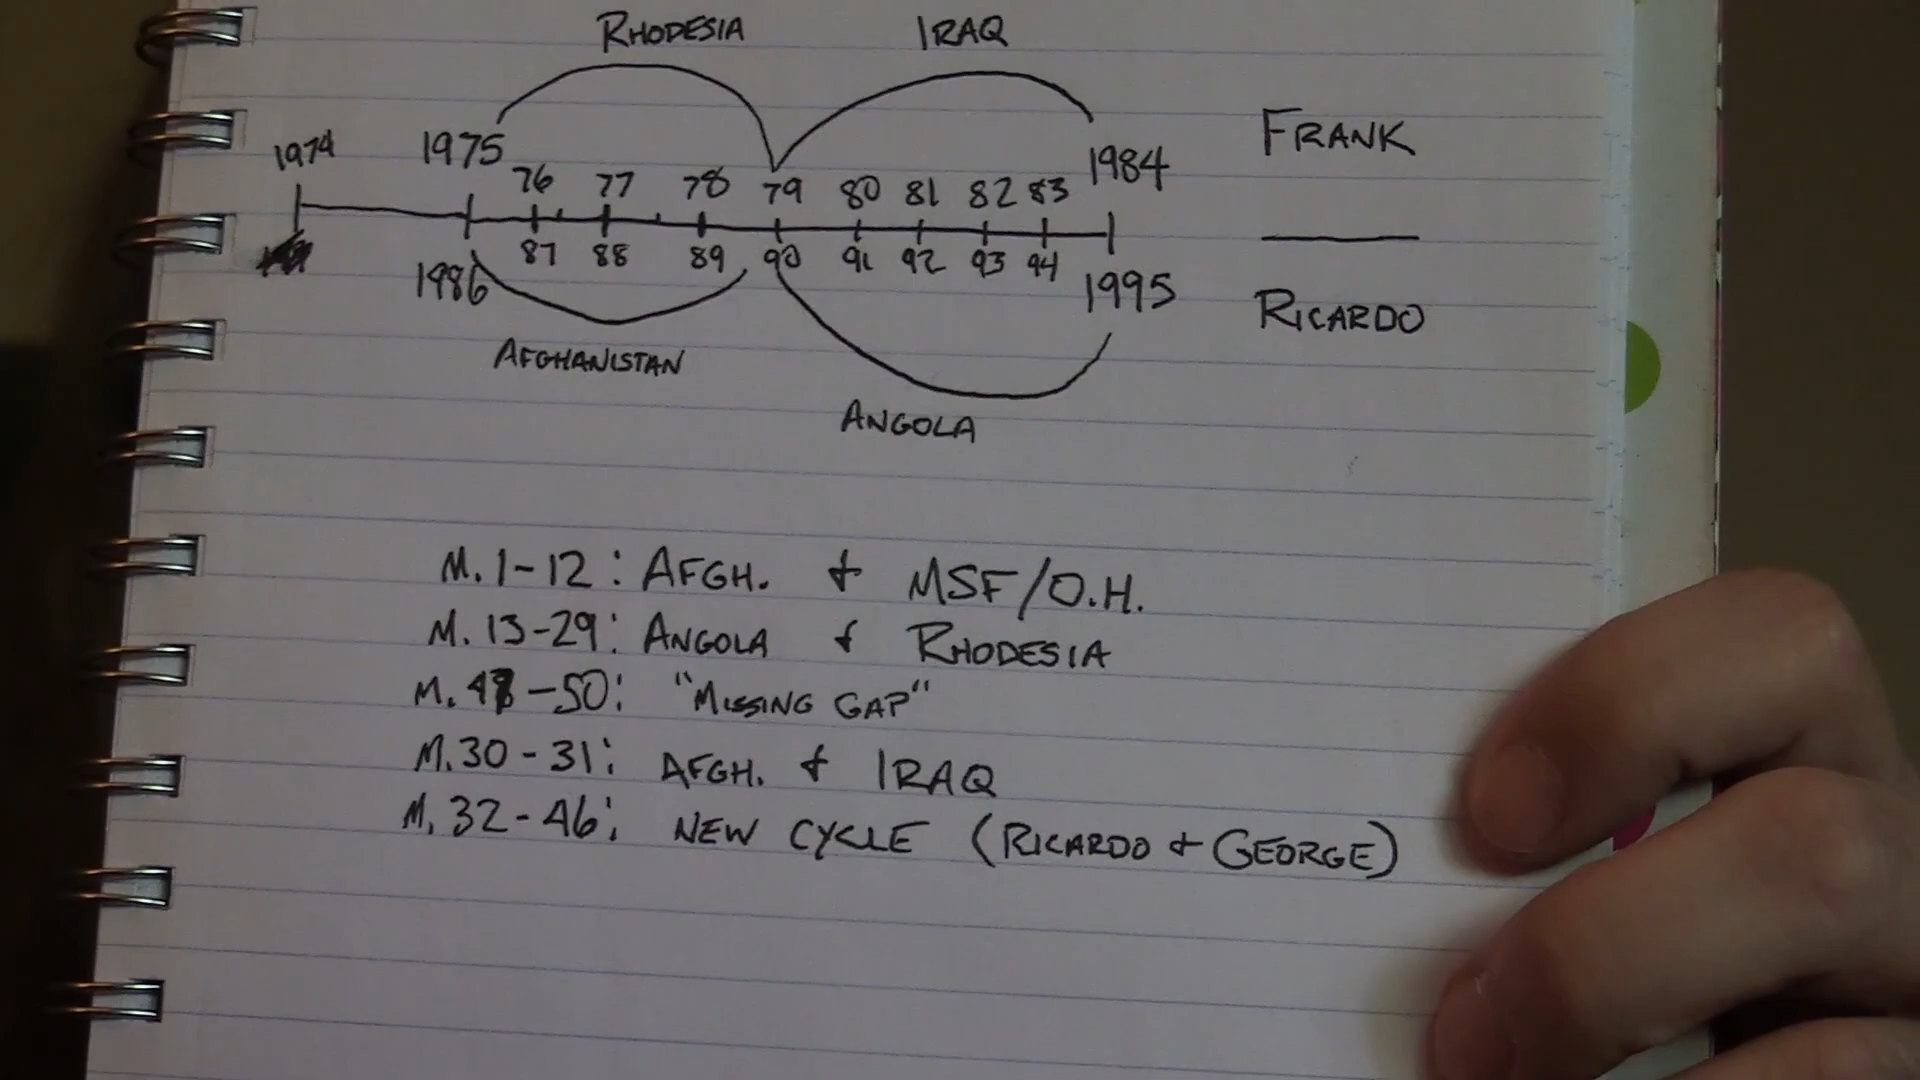 RHODESIA IRAQ
1974 1975 76 77 78 79 80 81 82 83 1984 FRANK
1986 87 88 89 90 91 92 93 94 1995 RICARDO
AFGHANISTAN
ANGOLA
M. 1-12: AFGH. & MSF/O.H.
M. 13-29: ANGOLA & RHODESIA
M. -50: "MISSING GAP"
M. 30-31: AFGH. & IRAQ
M. 32-46: NEW CYCLE (RICARDO & GEORGE)